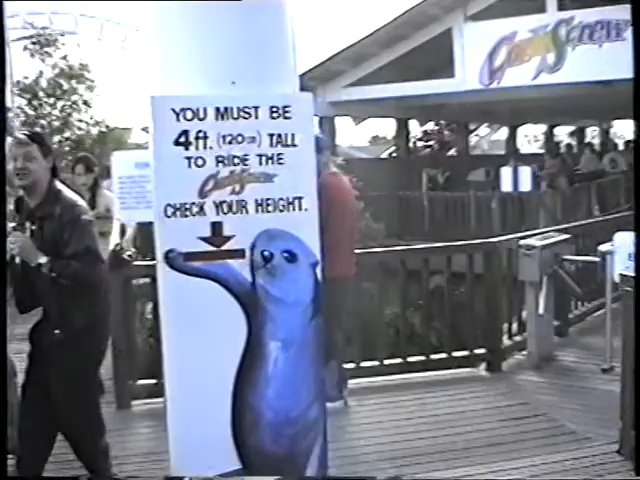 CorkScrew
YOU MUST BE
4ft. (120cm) TALL
TO RIDE THE
CorkScrew
CHECK YOUR HEIGHT.